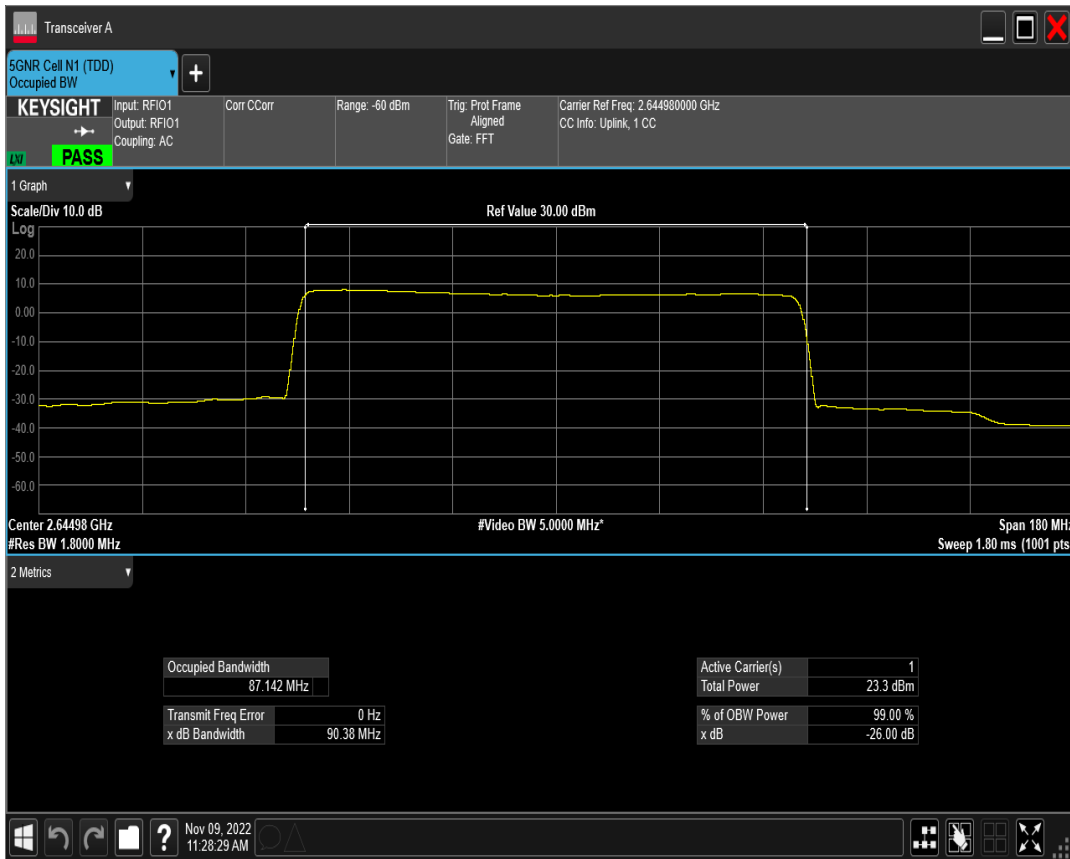 Transceiver A
5GNR Cell N1 (TDD)
Occupied BW
+
KEYSIGHT
LXI
PASS
Input: RFIO1
Output: RFIO1
Coupling: AC
Corr CCorr
Range: -60 dBm
Trig: Prot Frame
Aligned
Gate: FFT
Carrier Ref Freq: 2.644980000 GHz
CC Info: Uplink, 1 CC
1 Graph
Scale/Div 10.0 dB
Ref Value 30.00 dBm
Log
20.0
10.0
0.00
-10.0
-20.0
-30.0
-40.0
-50.0
-60.0
Center 2.64498 GHz
#Video BW 5.0000 MHz*
Span 180 MHz
#Res BW 1.8000 MHz
Sweep 1.80 ms (1001 pts
2 Metrics
Occupied Bandwidth
87.142 MHz
Transmit Freq Error 0 Hz
x dB Bandwidth 90.38 MHz
Active Carrier(s) 1
Total Power 23.3 dBm
% of OBW Power 99.00 %
x dB -26.00 dB
?
Nov 09, 2022
11:28:29 AM